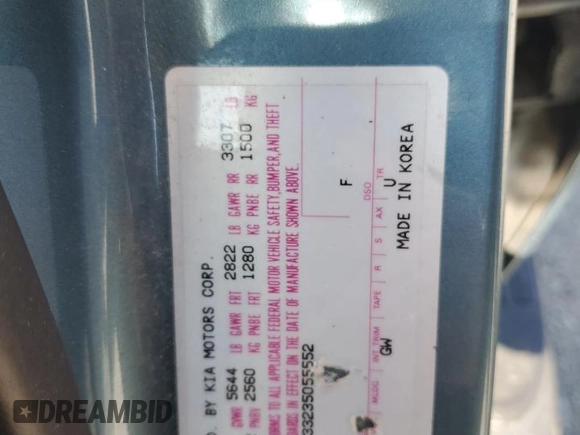 D. BY KIA MOTORS CORP.
GVWR 5644 LB GAWR FRT 2822 LB GAWR RR 3307 LB
PNBV 2560 KG PNBE FRT 1280 KG PNBE RR 1500 KG
ORMS TO ALL APPLICABLE FEDERAL MOTOR VEHICLE SAFETY,BUMPER,AND THEFT
DARDS IN EFFECT ON THE DATE OF MANUFACTURE SHOWN ABOVE.
33235055552
F
DSO
MLDG INT.TRIM TAPE R S AX TR
GW U
MADE IN KOREA
DREAMBID